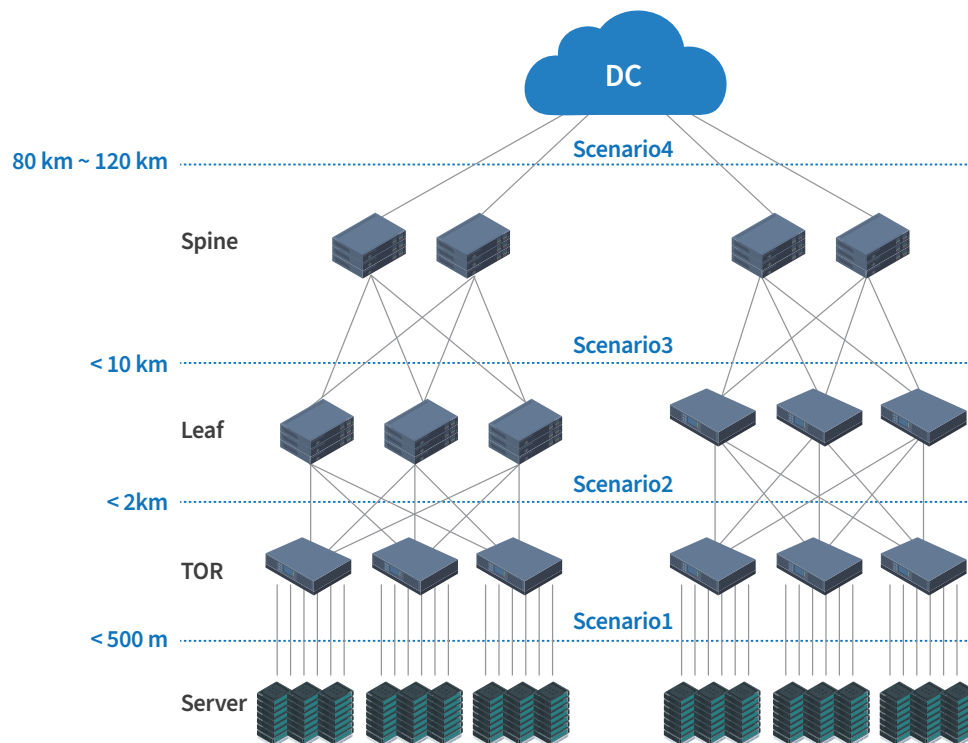 DC
80 km ~ 120 km
Scenario4
Spine
< 10 km
Scenario3
Leaf
< 2km
Scenario2
TOR
< 500 m
Scenario1
Server